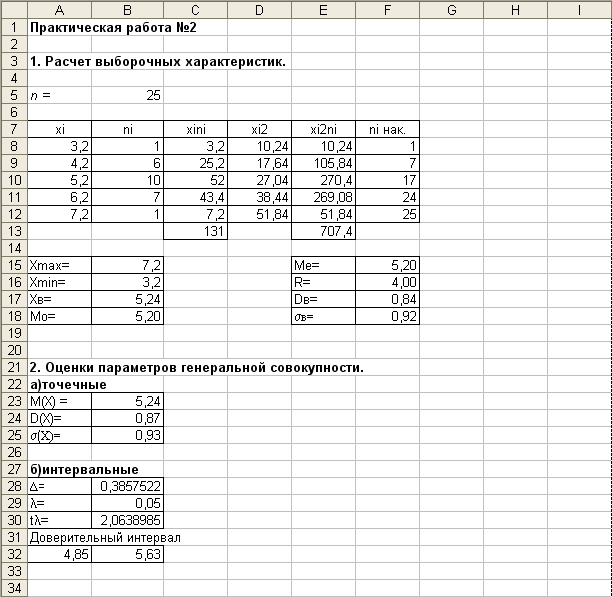 A B C D E F G H I
1 Практическая работа №2
2
3 1. Расчет выборочных характеристик.
4
5 n = 25
6
7 xi ni xini xi2 xi2ni ni нак.
8 3,2 1 3,2 10,24 10,24 1
9 4,2 6 25,2 17,64 105,84 7
10 5,2 10 52 27,04 270,4 17
11 6,2 7 43,4 38,44 269,08 24
12 7,2 1 7,2 51,84 51,84 25
13 131 707,4
14
15 Xmax= 7,2 Me= 5,20
16 Xmin= 3,2 R= 4,00
17 Xв= 5,24 Dв= 0,84
18 Mo= 5,20 σв= 0,92
19
20
21 2. Оценки параметров генеральной совокупности.
22 а)точечные
23 M(X) = 5,24
24 D(X)= 0,87
25 σ(X)= 0,93
26
27 б)интервальные
28 Δ= 0,3857522
29 λ= 0,05
30 tλ= 2,0638985
31 Доверительный интервал
32 4,85 5,63
33
34